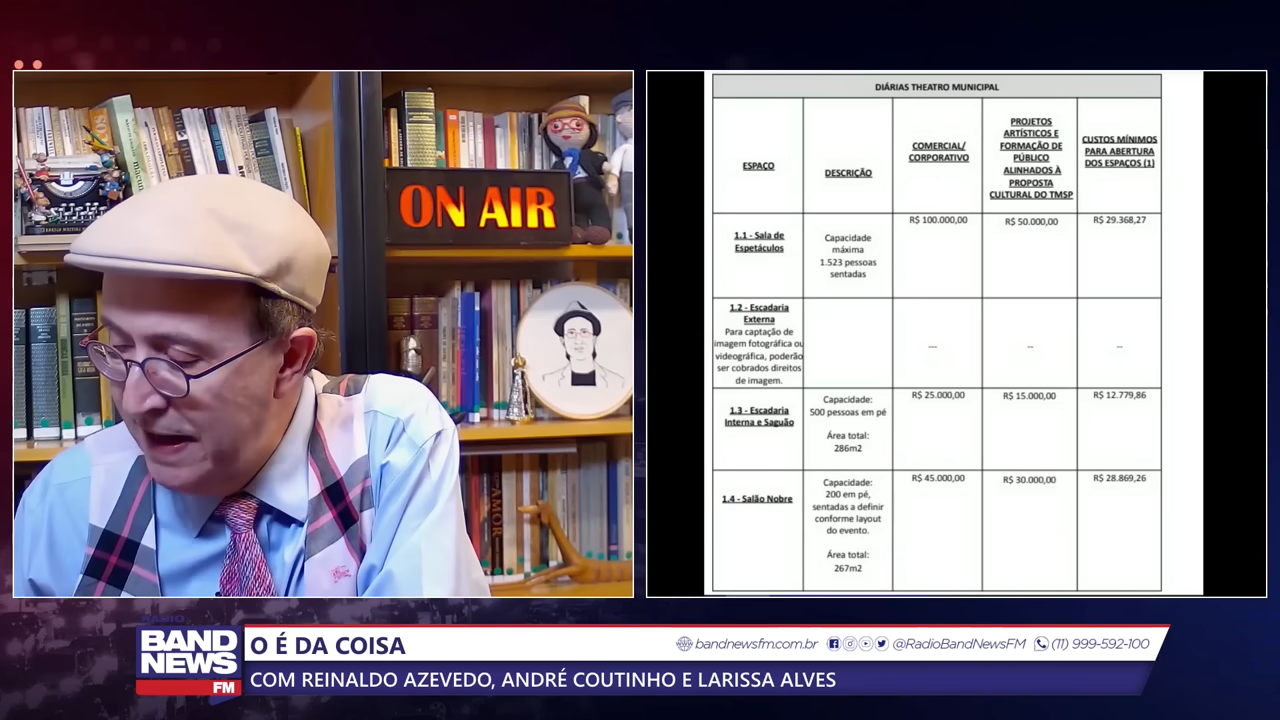 ON AIR
AMOR
DIÁRIAS THEATRO MUNICIPAL
ESPAÇO
DESCRIÇÃO
COMERCIAL/
CORPORATIVO
PROJETOS
ARTÍSTICOS E
FORMAÇÃO DE
PÚBLICO
ALINHADOS À
PROPOSTA
CULTURAL DO TMSP
CUSTOS MÍNIMOS
PARA ABERTURA
DOS ESPAÇOS (1)
1.1 - Sala de
Espetáculos
Capacidade
máxima
1.523 pessoas
sentadas
R$ 100.000,00
R$ 50.000,00
R$ 29.368,27
1.2 - Escadaria
Externa
Para captação de
imagem fotográfica ou
videográfica, poderão
ser cobrados direitos
de imagem.
---
--
--
1.3 - Escadaria
Interna e Saguão
Capacidade:
500 pessoas em pé
Área total:
286m2
R$ 25.000,00
R$ 15.000,00
R$ 12.779,86
1.4 - Salão Nobre
Capacidade:
200 em pé,
sentadas a definir
conforme layout
do evento.
Área total:
267m2
R$ 45.000,00
R$ 30.000,00
R$ 28.869,26
RÁDIO
BAND
NEWS
FM
O É DA COISA
bandnewsfm.com.br @RadioBandNewsFM (11) 999-592-100
COM REINALDO AZEVEDO, ANDRÉ COUTINHO E LARISSA ALVES